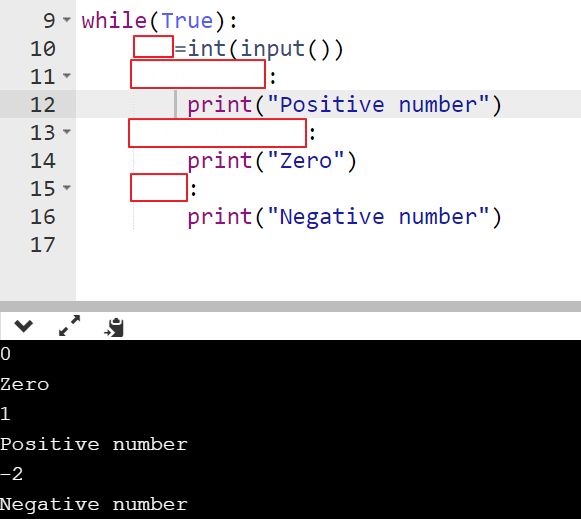 9 while(True):
10 =int(input())
11 :
12 print("Positive number")
13 :
14 print("Zero")
15 :
16 print("Negative number")
17
0
Zero
1
Positive number
-2
Negative number